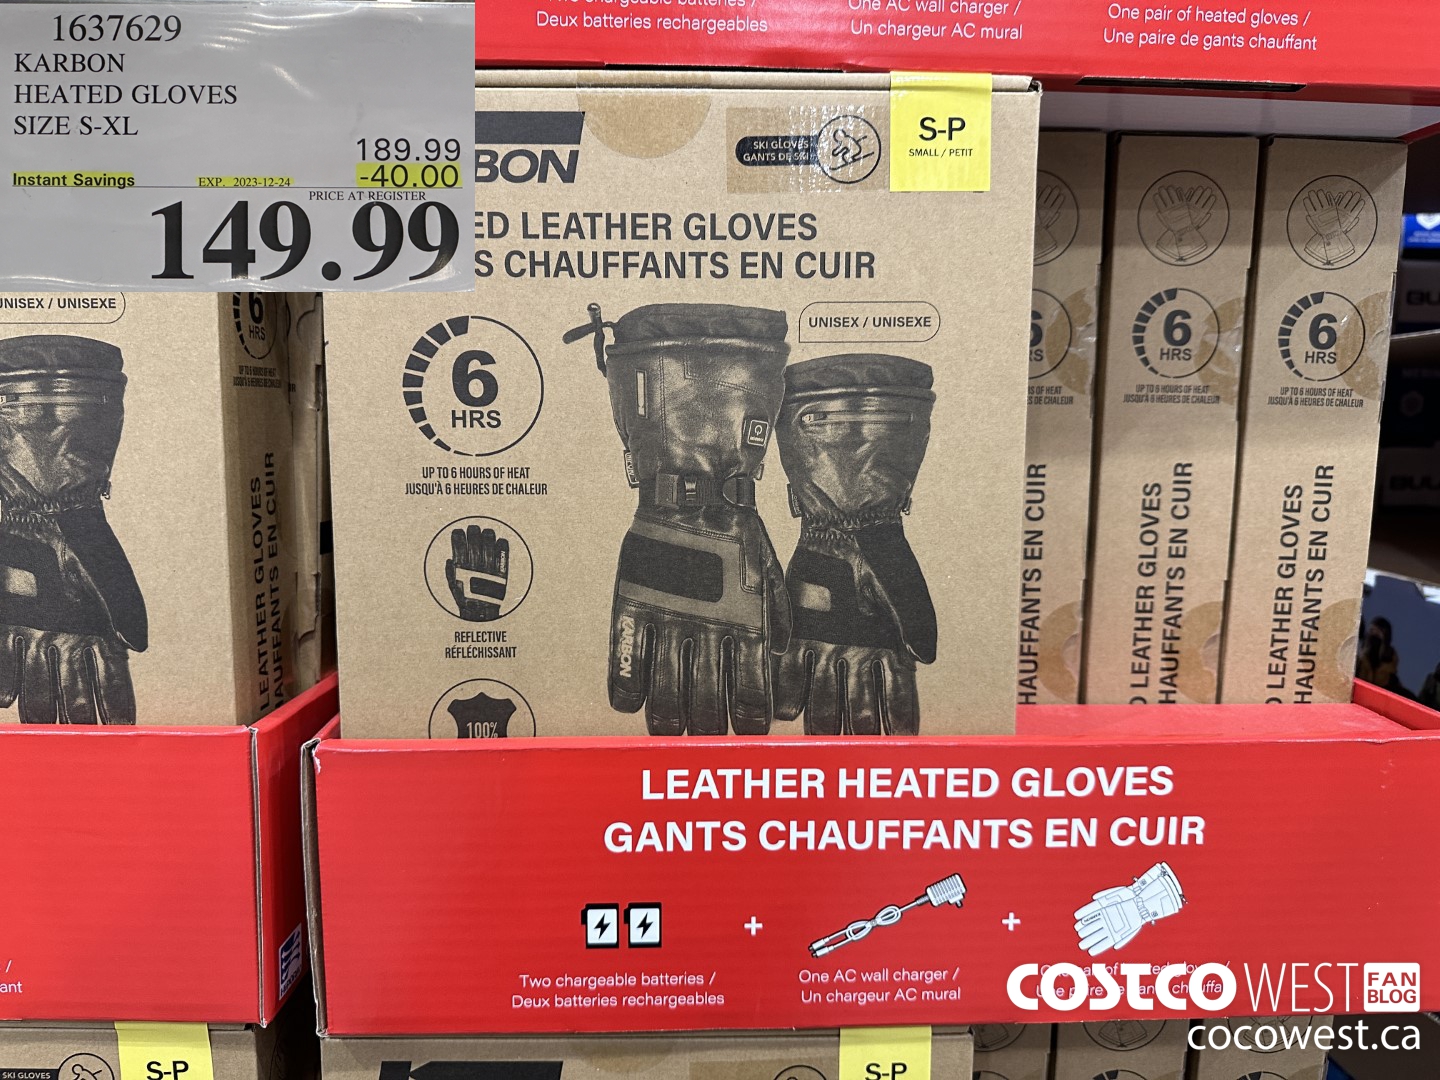 1637629
KARBON
HEATED GLOVES
SIZE S-XL
189.99
Instant Savings EXP. 2023-12-24 -40.00
PRICE AT REGISTER
149.99
Deux batteries rechargeables
One AC wall charger /
Un chargeur AC mural
One pair of heated gloves /
Une paire de gants chauffant
BON
SKI GLOVES
GANTS DE SKI
S-P
SMALL / PETIT
ED LEATHER GLOVES
S CHAUFFANTS EN CUIR
UNISEX / UNISEXE
6
HRS
UP TO 6 HOURS OF HEAT
JUSQU'À 6 HEURES DE CHALEUR
REFLECTIVE
RÉFLÉCHISSANT
100%
KARBON
UNISEX / UNISEXE
6
HRS
LEATHER GLOVES
HAUFFANTS EN CUIR
HAUFFANTS EN CUIR
6
HRS
UP TO 6 HOURS OF HEAT
JUSQU'À 6 HEURES DE CHALEUR
D LEATHER GLOVES
HAUFFANTS EN CUIR
6
HRS
UP TO 6 HOURS OF HEAT
JUSQU'À 6 HEURES DE CHALEUR
D LEATHER GLOVES
HAUFFANTS EN CUIR
LEATHER HEATED GLOVES
GANTS CHAUFFANTS EN CUIR
+ +
Two chargeable batteries /
Deux batteries rechargeables
One AC wall charger /
Un chargeur AC mural
/
ant
COSTCO WEST FAN BLOG
cocowest.ca
SKI GLOVES
S-P
S-P